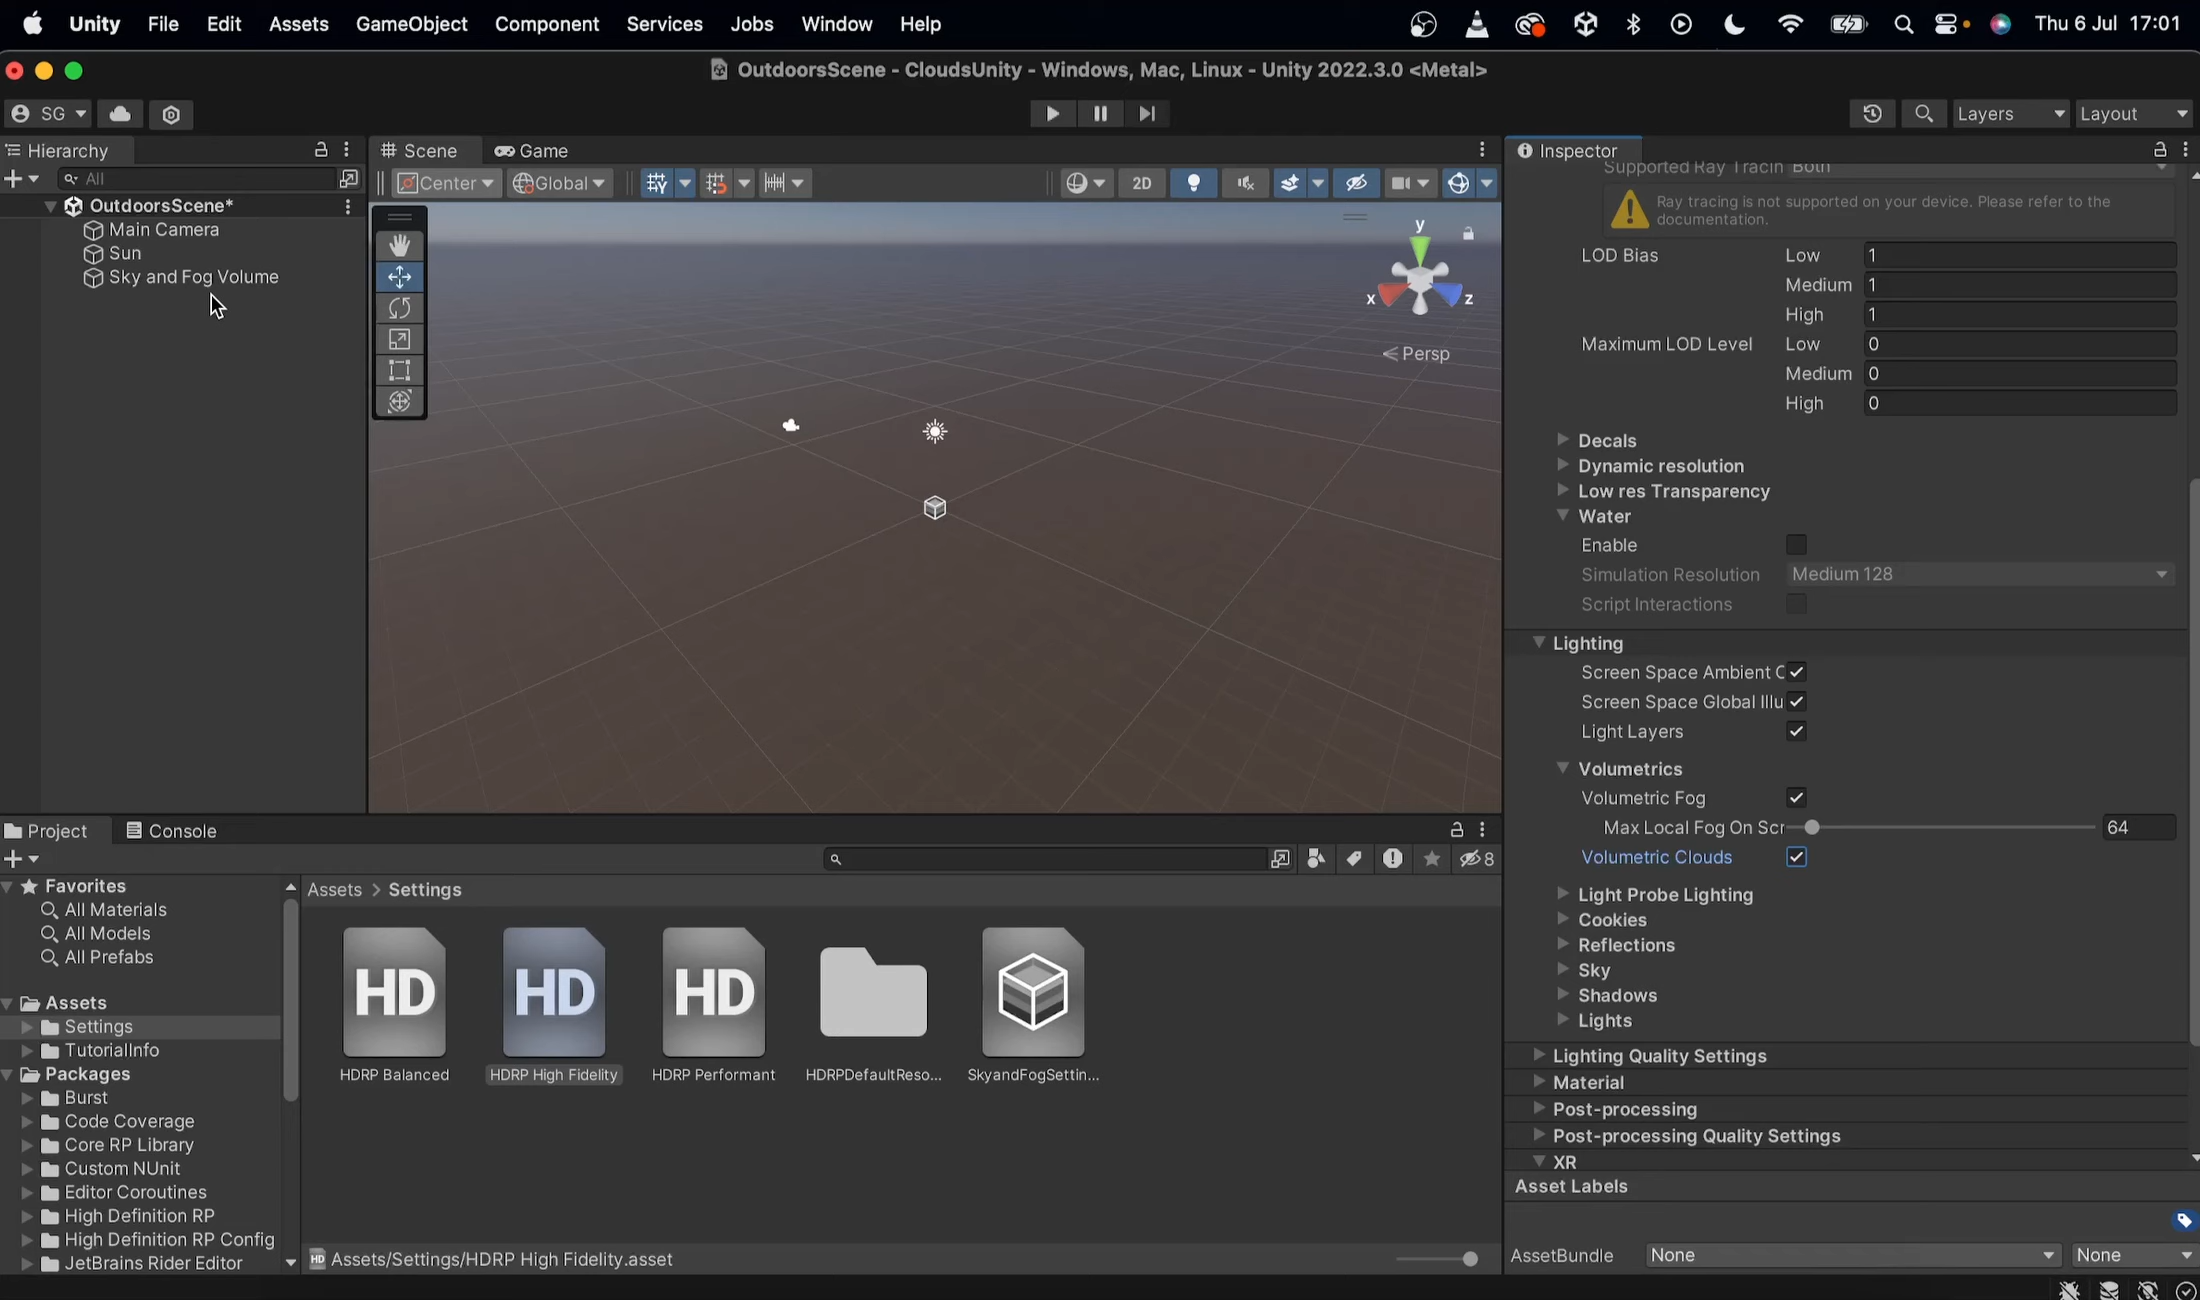 Unity File Edit Assets GameObject Component Services Jobs Window Help Thu 6 Jul 17:01
OutdoorsScene - CloudsUnity - Windows, Mac, Linux - Unity 2022.3.0 <Metal>
SG Layers Layout
Hierarchy
All
OutdoorsScene*
Main Camera
Sun
Sky and Fog Volume
Scene Game
Center Global 2D
y
x z
Persp
Inspector
Supported Ray Tracin Both
Ray tracing is not supported on your device. Please refer to the
documentation.
LOD Bias Low 1
Medium 1
High 1
Maximum LOD Level Low 0
Medium 0
High 0
Decals
Dynamic resolution
Low res Transparency
Water
Enable
Simulation Resolution Medium 128
Script Interactions
Lighting
Screen Space Ambient C
Screen Space Global Illu
Light Layers
Volumetrics
Volumetric Fog
Max Local Fog On Scr 64
Volumetric Clouds
Light Probe Lighting
Cookies
Reflections
Sky
Shadows
Lights
Lighting Quality Settings
Material
Post-processing
Post-processing Quality Settings
XR
Asset Labels
AssetBundle None None
Project Console
8
Favorites
All Materials
All Models
All Prefabs
Assets
Settings
TutorialInfo
Packages
Burst
Code Coverage
Core RP Library
Custom NUnit
Editor Coroutines
High Definition RP
High Definition RP Config
JetBrains Rider Editor
Assets > Settings
HD HD HD
HDRP Balanced HDRP High Fidelity HDRP Performant HDRPDefaultReso... SkyandFogSettin...
HD Assets/Settings/HDRP High Fidelity.asset